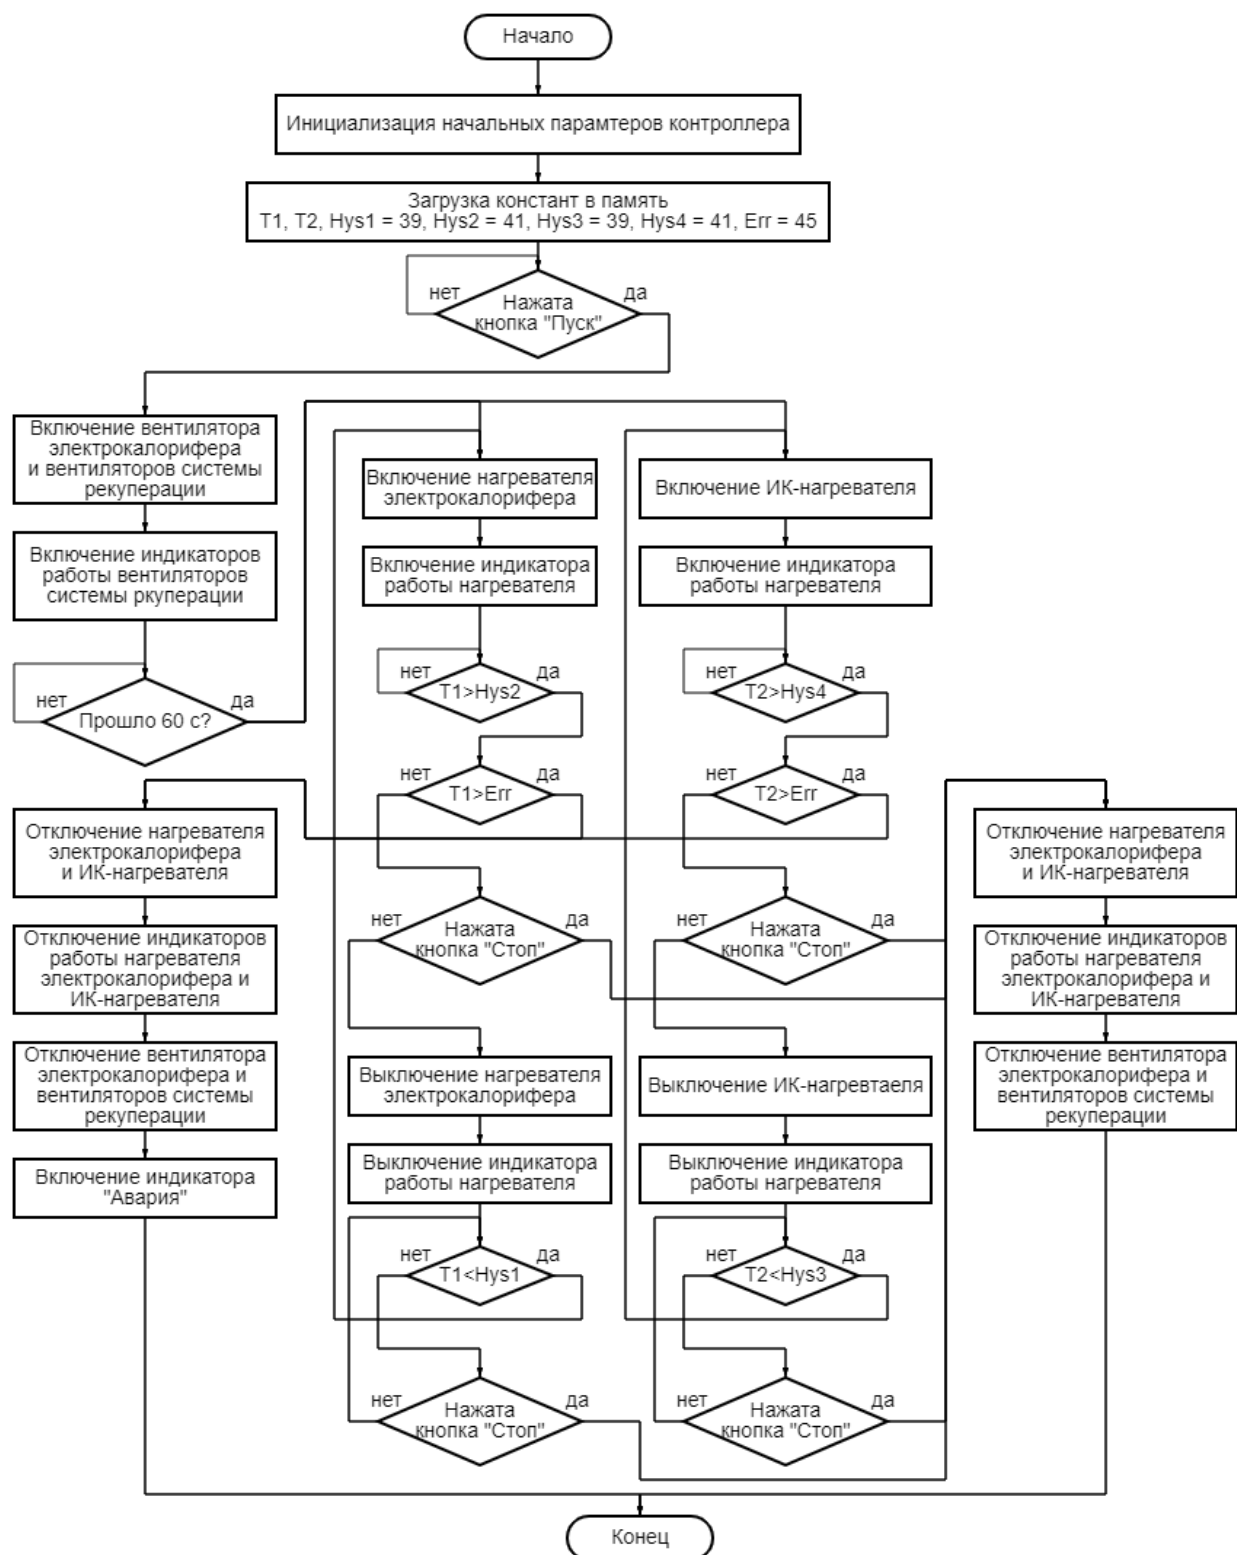 Начало
Инициализация начальных парамтеров контроллера
Загрузка констант в память
T1, T2, Hys1 = 39, Hys2 = 41, Hys3 = 39, Hys4 = 41, Err = 45
нет
да
Нажата
кнопка "Пуск"
Включение вентилятора
электрокалорифера
и вентиляторов системы
рекуперации
Включение индикаторов
работы вентиляторов
системы ркуперации
нет
да
Прошло 60 с?
Включение нагревателя
электрокалорифера
Включение индикатора
работы нагревателя
нет
да
T1>Hys2
нет
да
T1>Err
нет
да
Нажата
кнопка "Стоп"
Выключение нагревателя
электрокалорифера
Выключение индикатора
работы нагревателя
нет
да
T1<Hys1
нет
да
Нажата
кнопка "Стоп"
Включение ИК-нагревателя
Включение индикатора
работы нагревателя
нет
да
T2>Hys4
нет
да
T2>Err
нет
да
Нажата
кнопка "Стоп"
Выключение ИК-нагревтаеля
Выключение индикатора
работы нагревателя
нет
да
T2<Hys3
нет
да
Нажата
кнопка "Стоп"
Отключение нагревателя
электрокалорифера
и ИК-нагревателя
Отключение индикаторов
работы нагревателя
электрокалорифера и
ИК-нагревателя
Отключение вентилятора
электрокалорифера и
вентиляторов системы
рекуперации
Включение индикатора
"Авария"
Отключение нагревателя
электрокалорифера
и ИК-нагревателя
Отключение индикаторов
работы нагревателя
электрокалорифера и
ИК-нагревателя
Отключение вентилятора
электрокалорифера и
вентиляторов системы
рекуперации
Конец